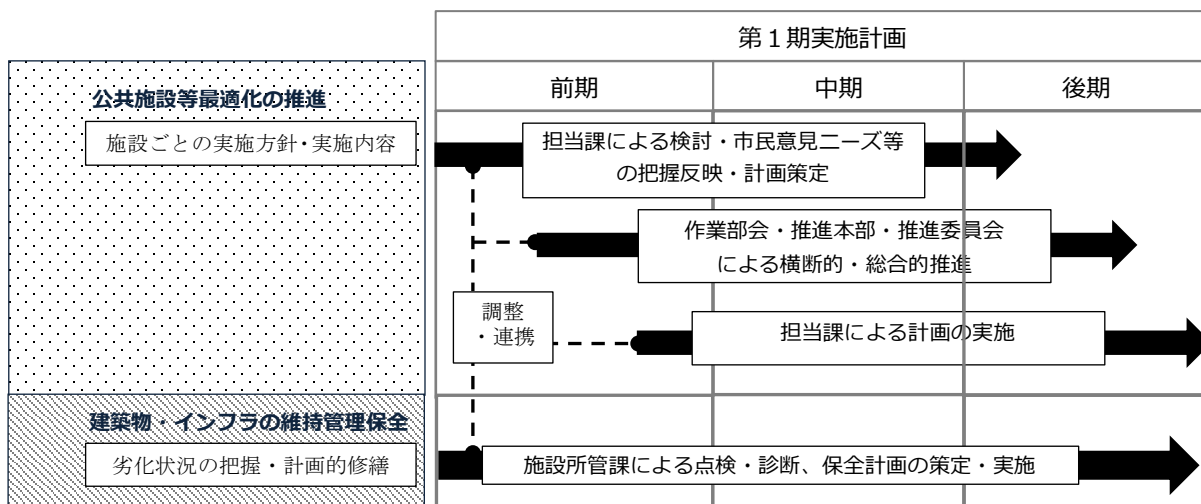 第１期実施計画
前期
中期
後期
公共施設等最適化の推進
施設ごとの実施方針・実施内容
担当課による検討・市民意見ニーズ等
の把握反映・計画策定
作業部会・推進本部・推進委員会
による横断的・総合的推進
調整
・連携
担当課による計画の実施
建築物・インフラの維持管理保全
劣化状況の把握・計画的修繕
施設所管課による点検・診断、保全計画の策定・実施